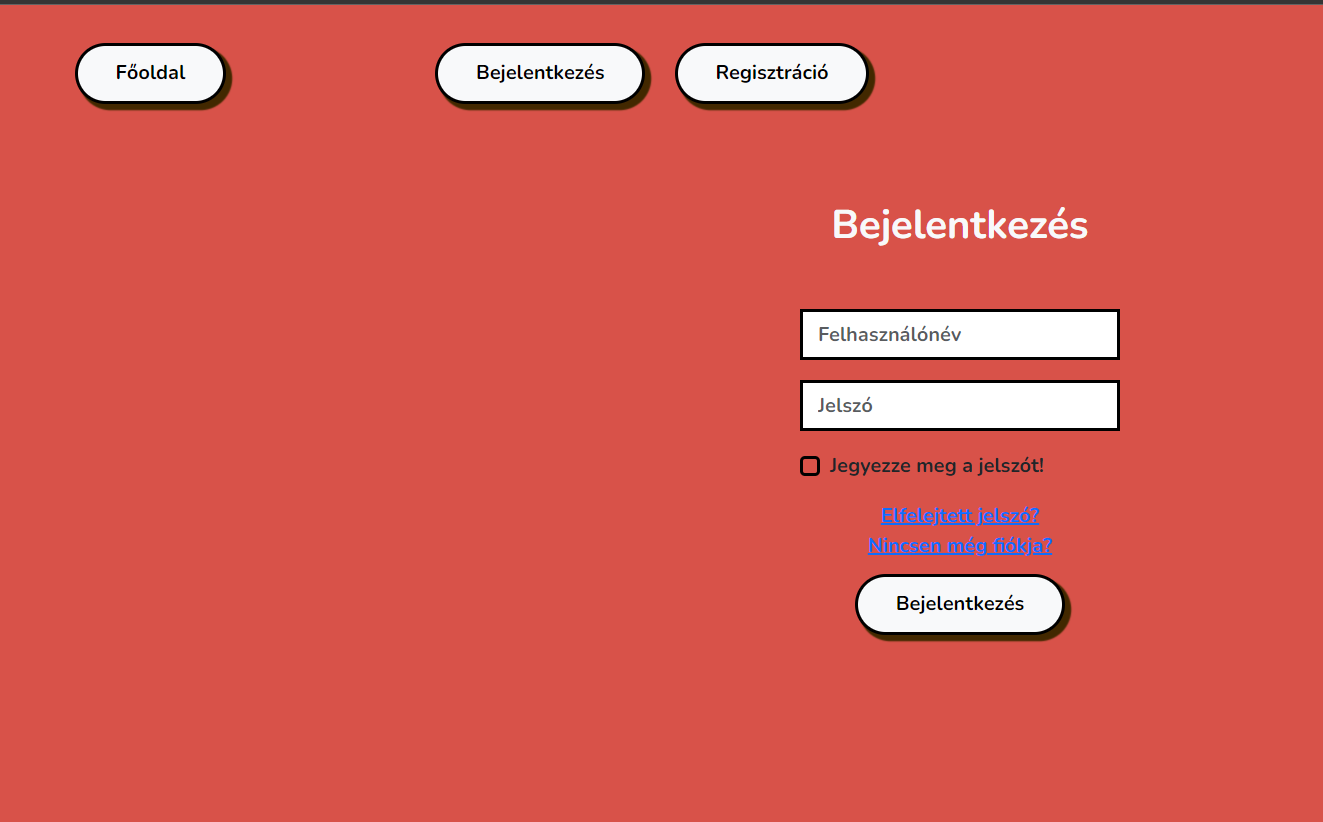 Főoldal
Bejelentkezés
Regisztráció
Bejelentkezés
Felhasználónév
Jelszó
Jegyezze meg a jelszót!
Elfelejtett jelszó?
Nincsen még fiókja?
Bejelentkezés